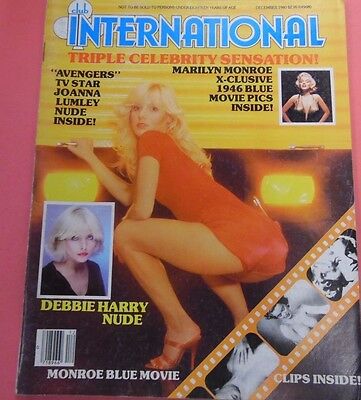 NOT TO BE SOLD TO PERSONS UNDER EIGHTEEN YEARS OF AGE
DECEMBER 1980
club
INTERNATIONAL
TRIPLE CELEBRITY SENSATION!
"AVENGERS"
TV STAR
JOANNA
LUMLEY
NUDE
INSIDE!
MARILYN MONROE
X-CLUSIVE
1946 BLUE
MOVIE PICS
INSIDE!
DEBBIE HARRY
NUDE
MONROE BLUE MOVIE
CLIPS INSIDE!